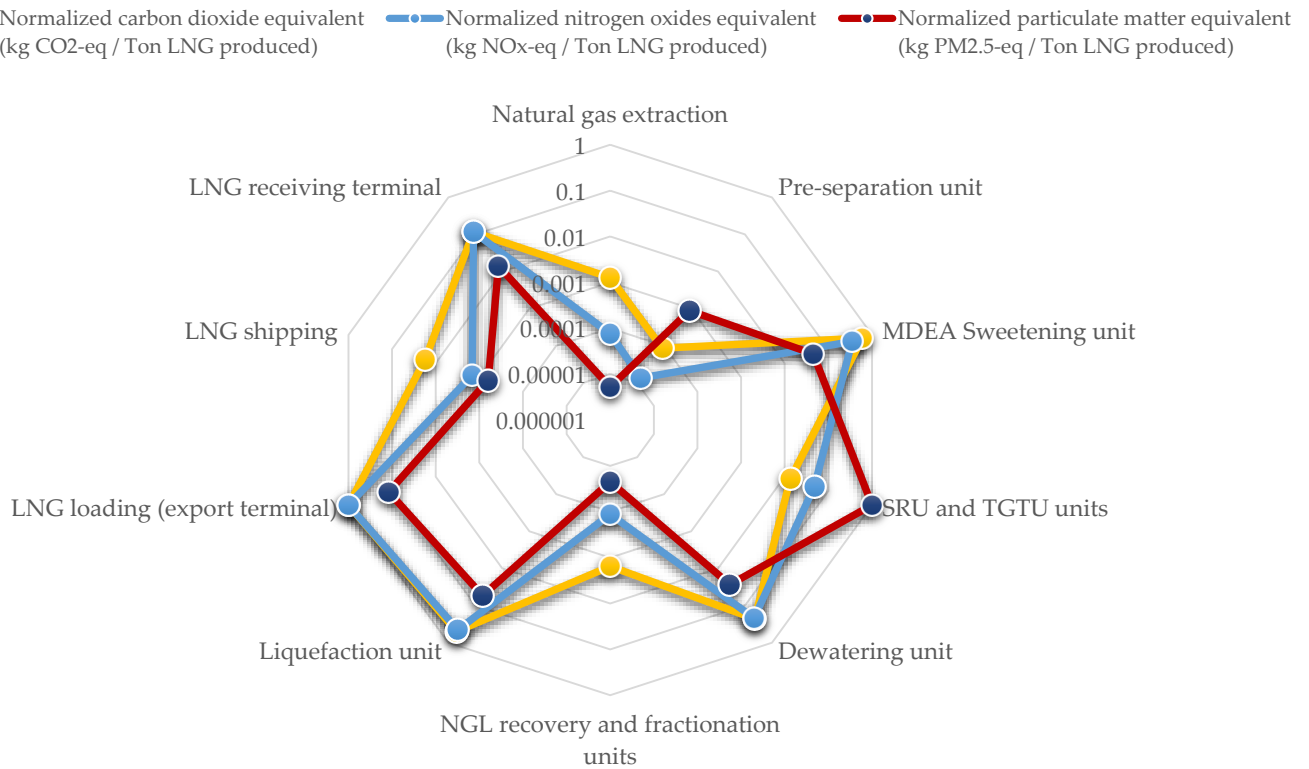 Normalized carbon dioxide equivalent
(kg CO2-eq / Ton LNG produced)
Normalized nitrogen oxides equivalent
(kg NOx-eq / Ton LNG produced)
Normalized particulate matter equivalent
(kg PM2.5-eq / Ton LNG produced)
Natural gas extraction
1
LNG receiving terminal
Pre-separation unit
0.1
0.01
0.001
0.0001
LNG shipping
MDEA Sweetening unit
0.00001
0.000001
LNG loading (export terminal)
SRU and TGTU units
Liquefaction unit
Dewatering unit
NGL recovery and fractionation
units